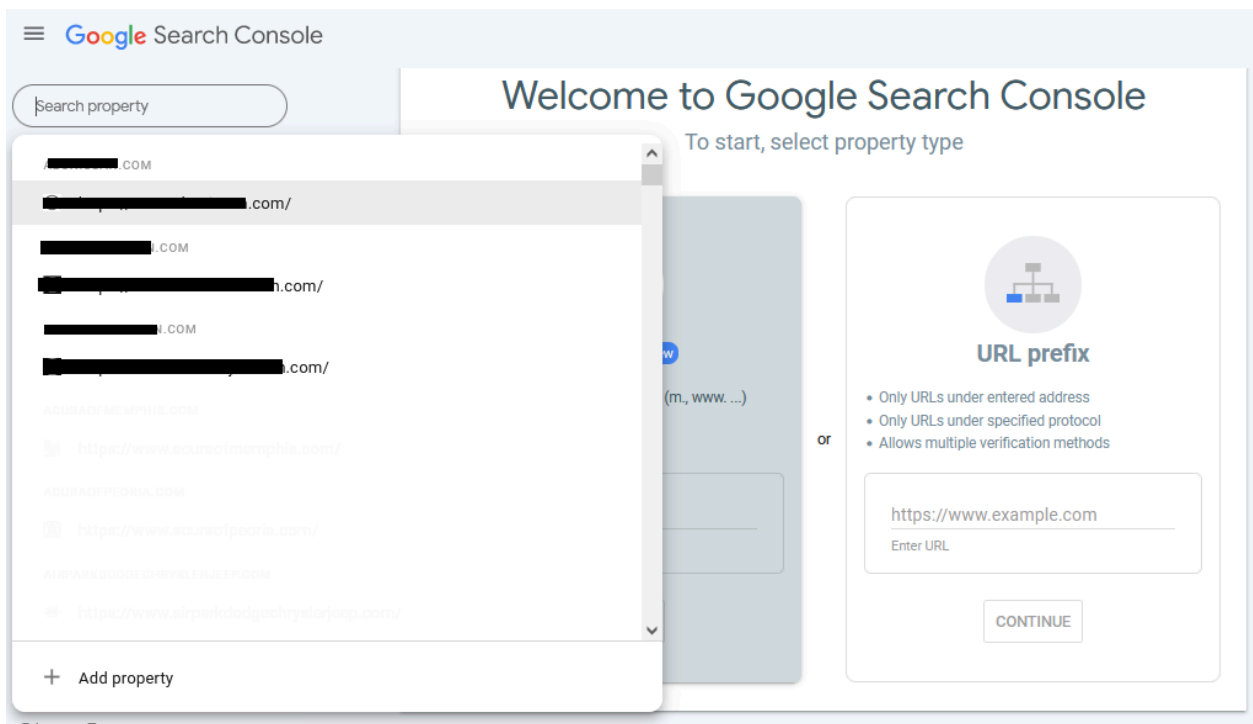 Google Search Console
Search property
.COM
.com/
.COM
.com/
.COM
.com/
ACURAOFMEMPHIS.COM
https://www.acuraofmemphis.com/
ACURAOFPEORIA.COM
https://www.acuraofpeoria.com/
https://www.airparkdodgechryslerjeep.com/
Add property
Welcome to Google Search Console
To start, select property type
(m., www. ...)
or
URL prefix
• Only URLs under entered address
• Only URLs under specified protocol
• Allows multiple verification methods
https://www.example.com
Enter URL
CONTINUE